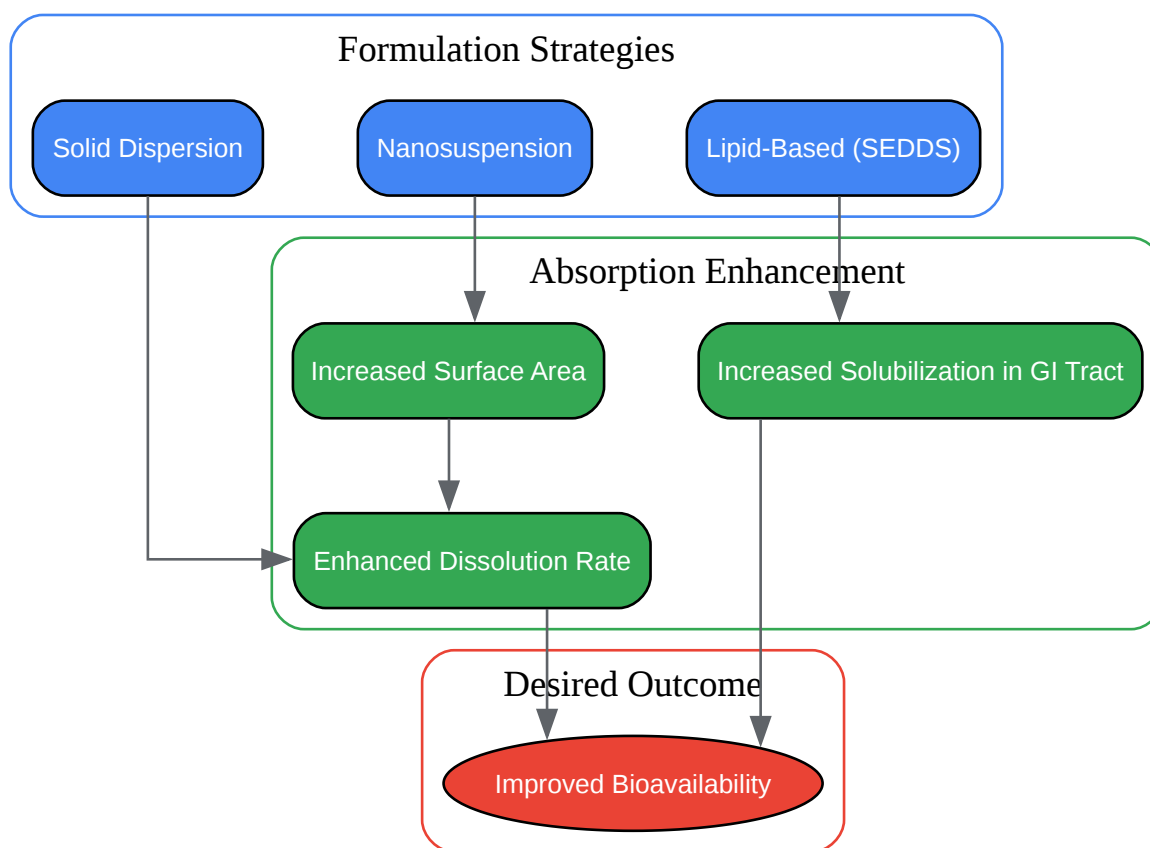 Formulation Strategies
Solid Dispersion
Nanosuspension
Lipid-Based (SEDDS)
Absorption Enhancement
Increased Surface Area
Increased Solubilization in GI Tract
Enhanced Dissolution Rate
Desired Outcome
Improved Bioavailability